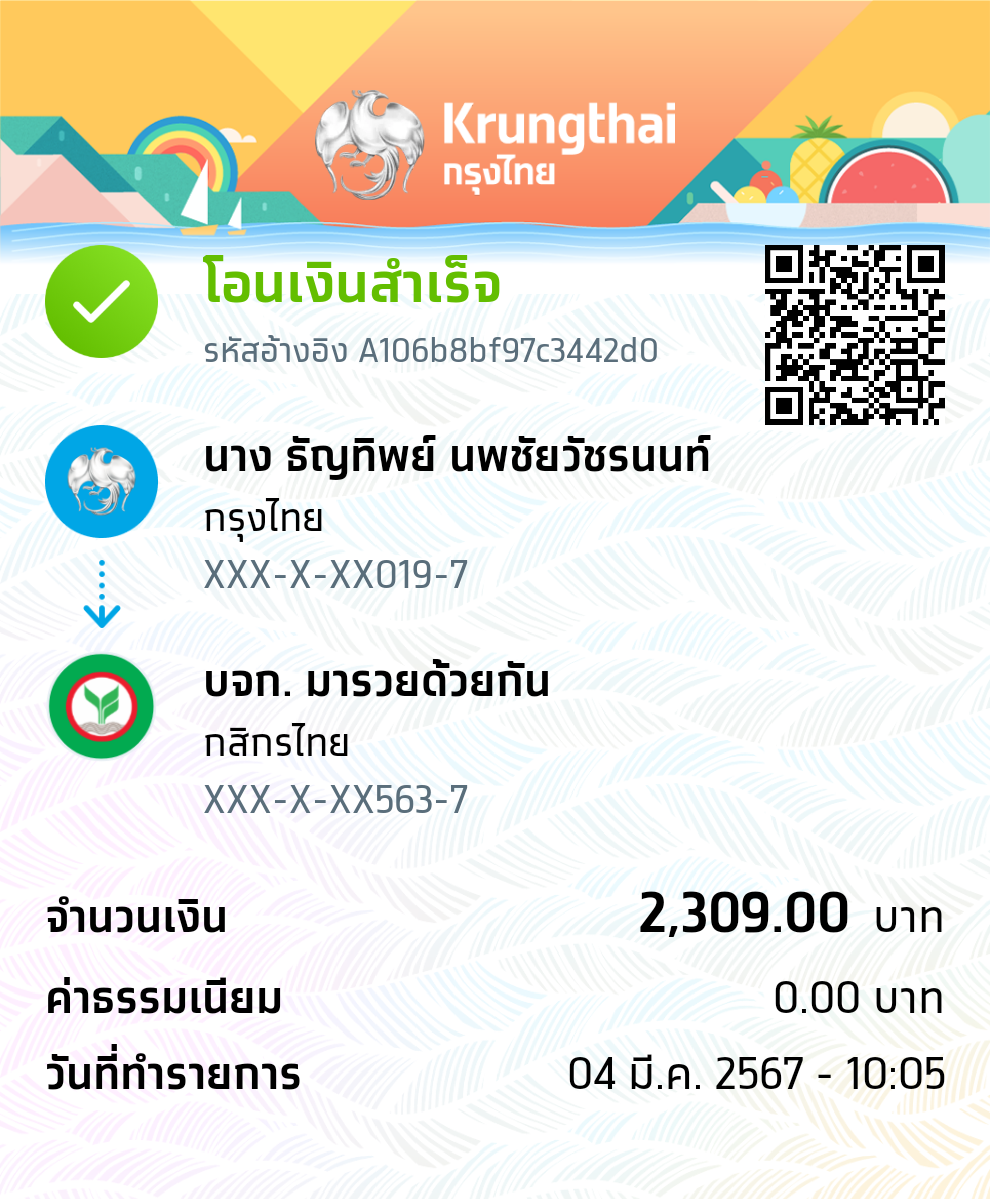 Krungthai
กรุงไทย
โอนเงินสำเร็จ
รหัสอ้างอิง A106b8bf97c3442d0
นาง ธัญทิพย์ นพชัยวัชรนนท์
กรุงไทย
XXX-X-XX019-7
บจก. มารวยด้วยกัน
กสิกรไทย
XXX-X-XX563-7
จำนวนเงิน 2,309.00 บาท
ค่าธรรมเนียม 0.00 บาท
วันที่ทำรายการ 04 มี.ค. 2567 - 10:05